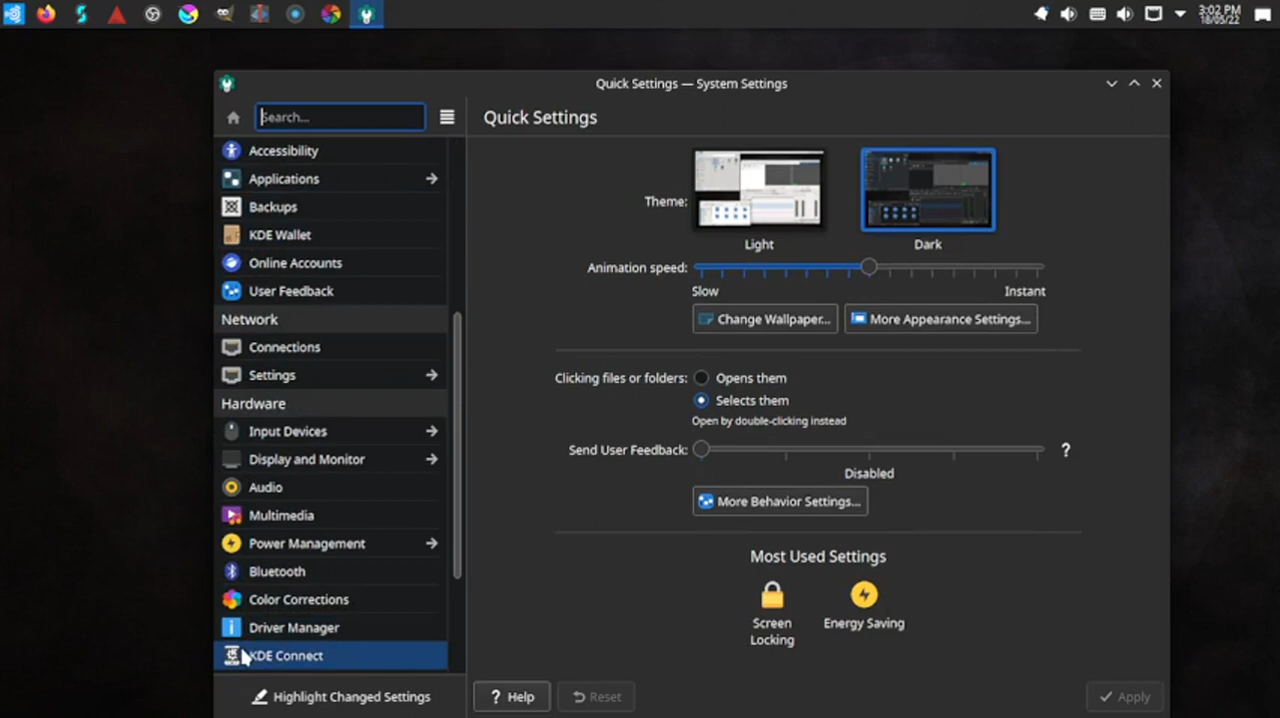 3:02 PM
18/05/22
Quick Settings — System Settings
Search...
Quick Settings
Accessibility
Applications
Backups
KDE Wallet
Online Accounts
User Feedback
Network
Connections
Settings
Hardware
Input Devices
Display and Monitor
Audio
Multimedia
Power Management
Bluetooth
Color Corrections
Driver Manager
KDE Connect
Highlight Changed Settings
Theme:
Light
Dark
Animation speed:
Slow
Instant
Change Wallpaper...
More Appearance Settings...
Clicking files or folders:
Opens them
Selects them
Open by double-clicking instead
Send User Feedback:
?
Disabled
More Behavior Settings...
Most Used Settings
Screen
Locking
Energy Saving
? Help
Reset
Apply